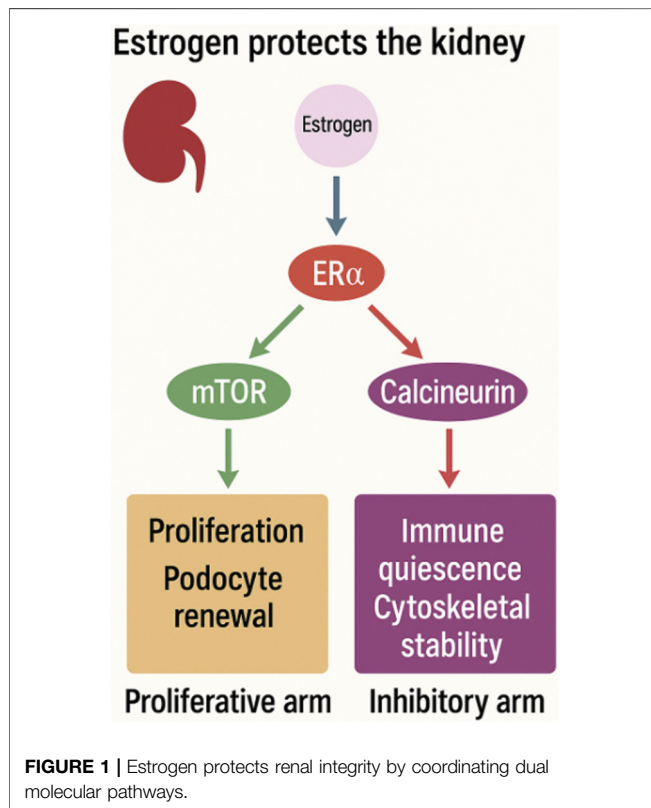 Estrogen protects the kidney
Estrogen
ERα
mTOR
Calcineurin
Proliferation
Podocyte
renewal
Immune
quiescence
Cytoskeletal
stability
Proliferative arm
Inhibitory arm
FIGURE 1 | Estrogen protects renal integrity by coordinating dual
molecular pathways.